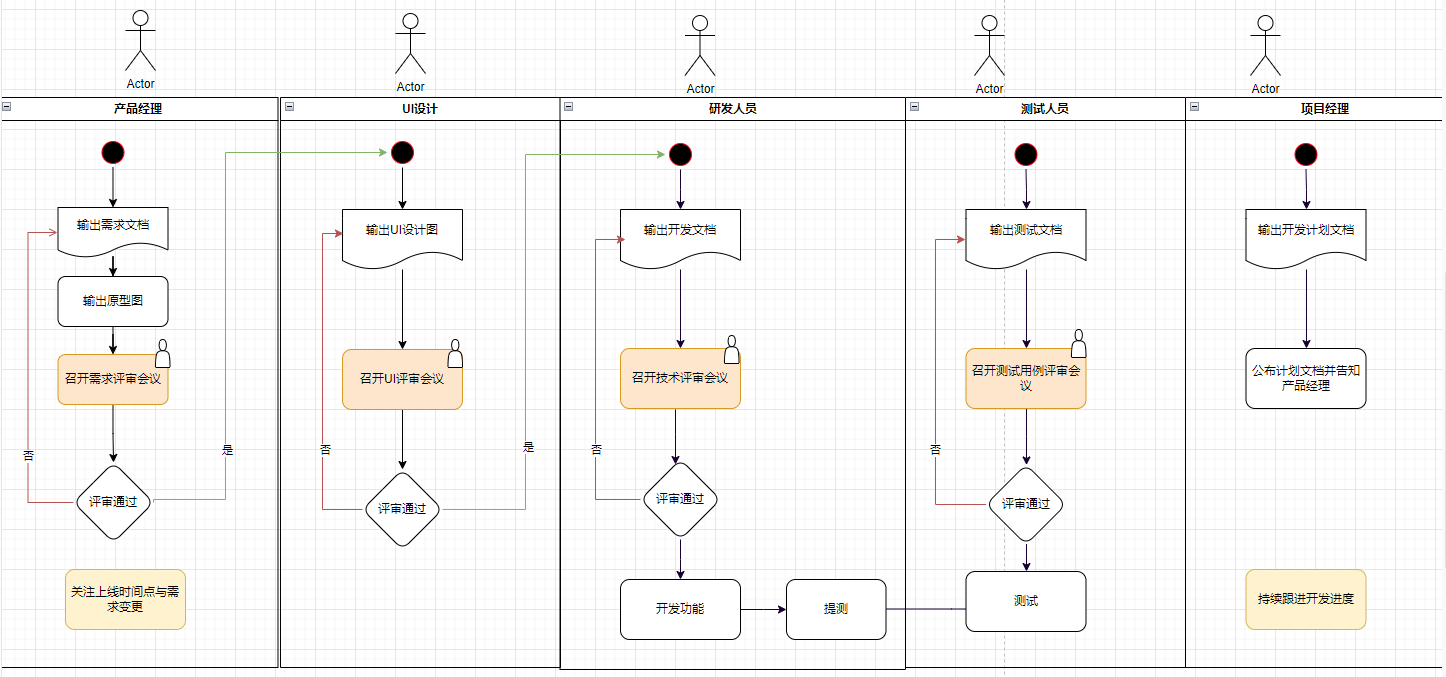 Actor
Actor
Actor
Actor
Actor
产品经理
UI设计
研发人员
测试人员
项目经理
输出需求文档
输出原型图
召开需求评审会议
否
是
评审通过
关注上线时间点与需
求变更
输出UI设计图
召开UI评审会议
否
是
评审通过
输出开发文档
召开技术评审会议
否
评审通过
开发功能
提测
输出测试文档
召开测试用例评审会
议
否
评审通过
测试
输出开发计划文档
公布计划文档并告知
产品经理
持续跟进开发进度